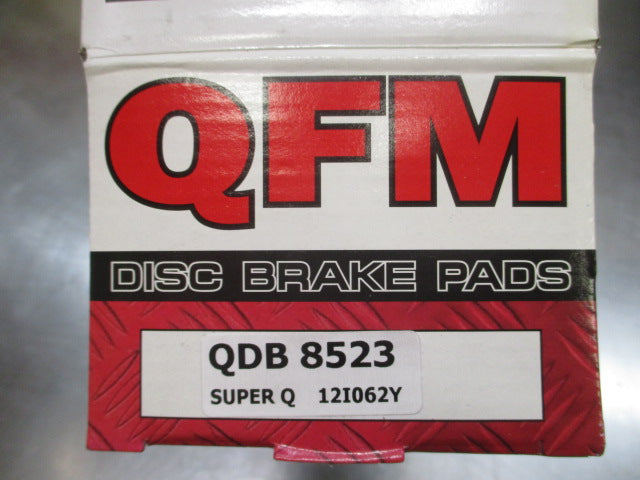 QFM
DISC BRAKE PADS
QDB 8523
SUPER Q 12I062Y